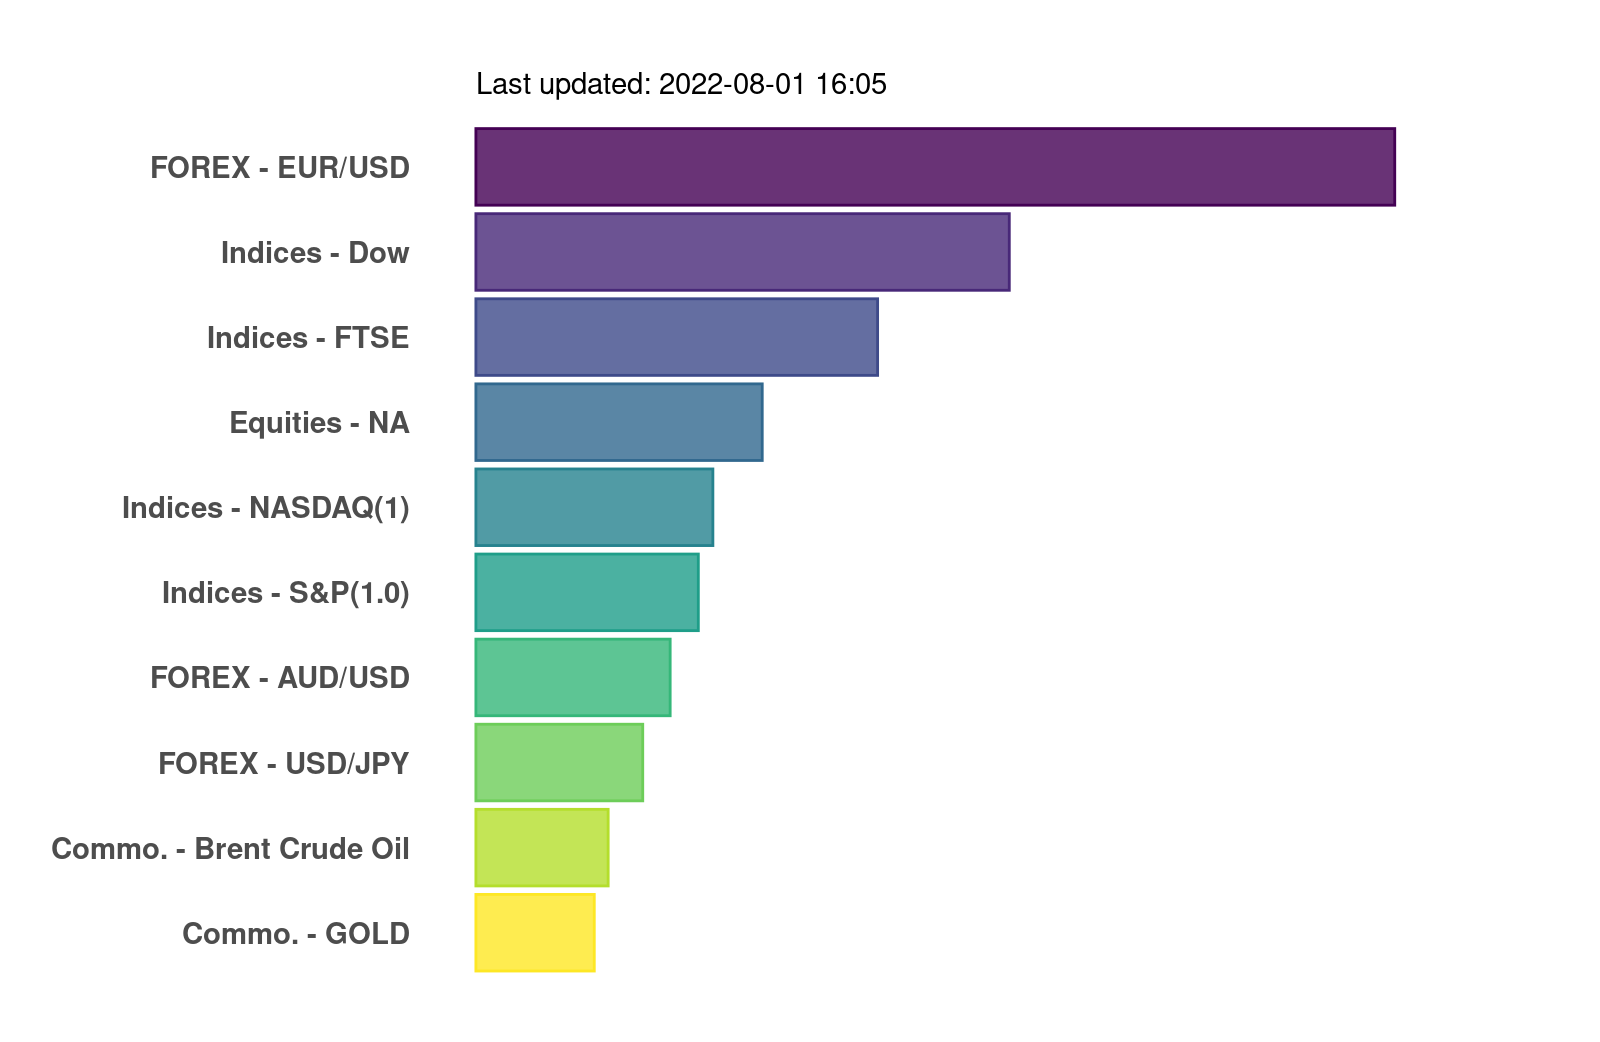 Last updated: 2022-08-01 16:05
FOREX - EUR/USD
Indices - Dow
Indices - FTSE
Equities - NA
Indices - NASDAQ(1)
Indices - S&P(1.0)
FOREX - AUD/USD
FOREX - USD/JPY
Commo. - Brent Crude Oil
Commo. - GOLD